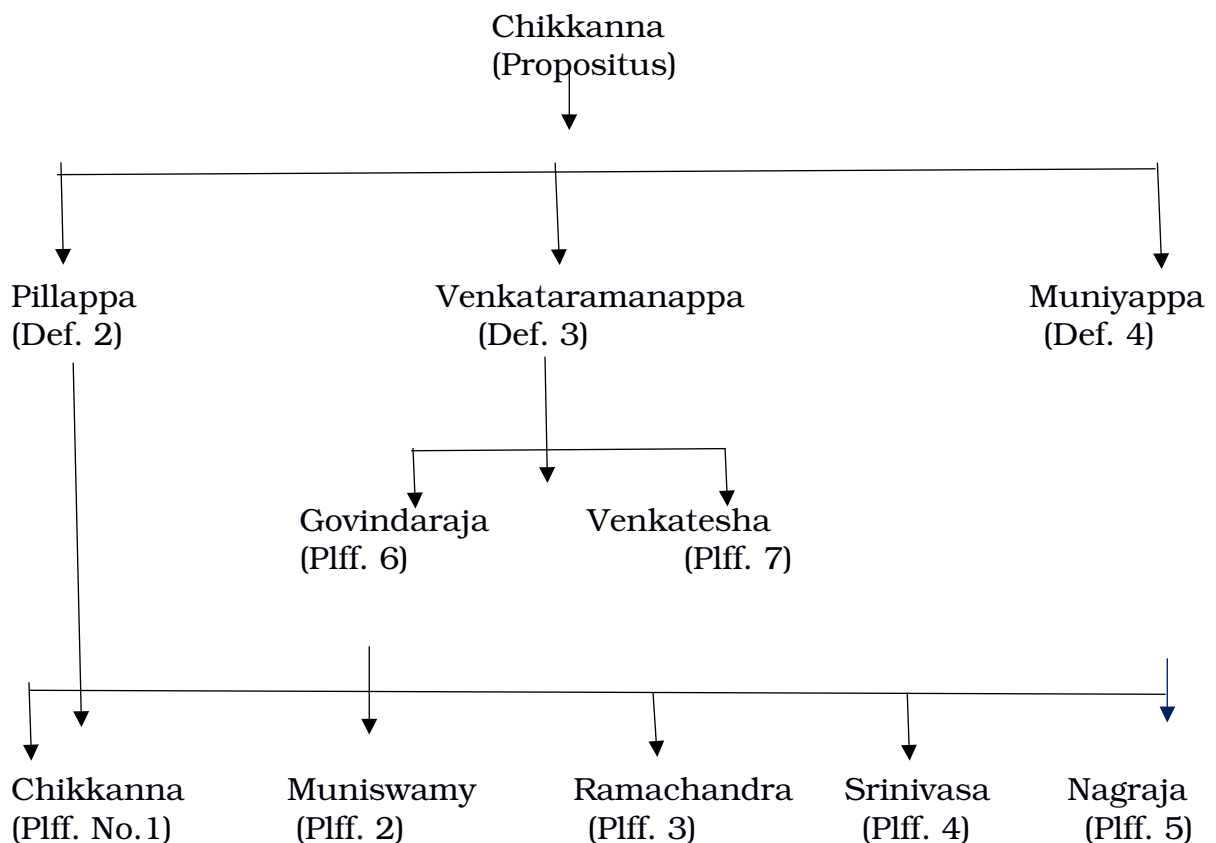 Chikkanna
(Propositus)
Pillappa Venkataramanappa Muniyappa
(Def. 2) (Def. 3) (Def. 4)
Govindaraja Venkatesha
(Plff. 6) (Plff. 7)
Chikkanna Muniswamy Ramachandra Srinivasa Nagraja
(Plff. No.1) (Plff. 2) (Plff. 3) (Plff. 4) (Plff. 5)